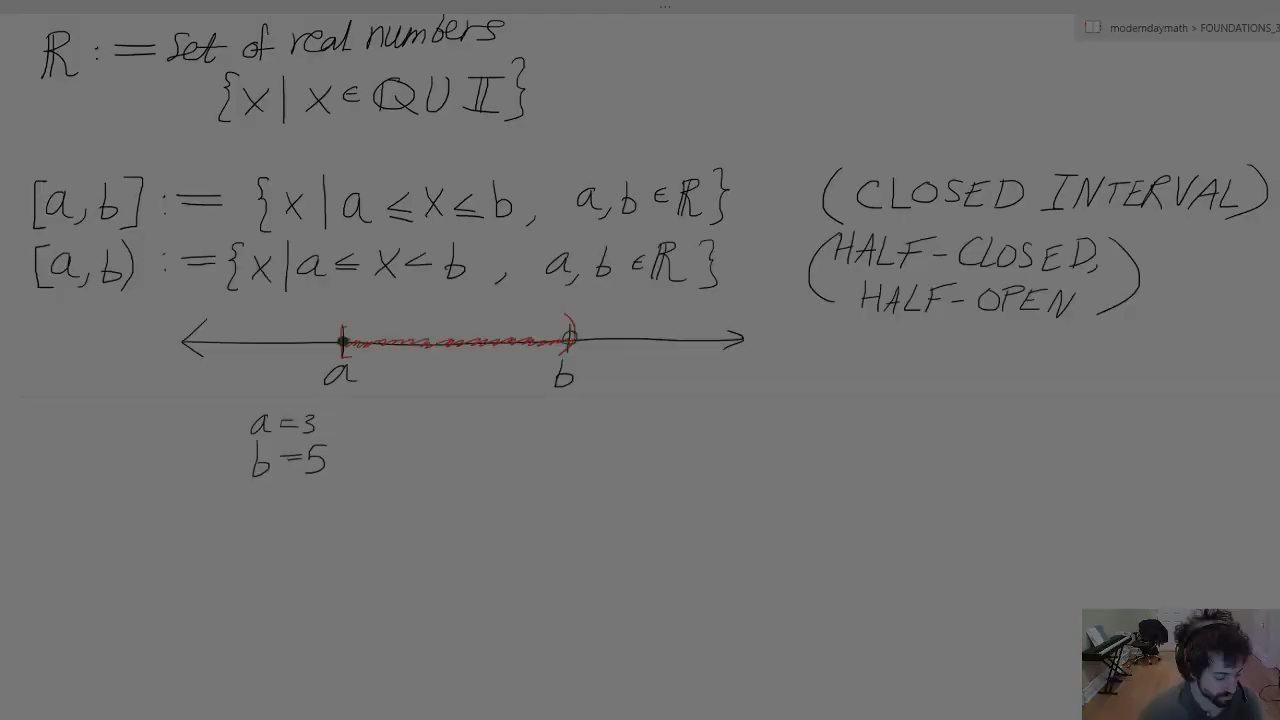 moderndaymath > FOUNDATIONS_3
ℝ := set of real numbers
{x | x ∈ ℚ ∪ 𝕀}
[a,b] := {x | a ≤ x ≤ b, a,b ∈ ℝ} (CLOSED INTERVAL)
[a,b) := {x | a ≤ x < b, a,b ∈ ℝ} (HALF-CLOSED,
HALF-OPEN)
a b
a = 3
b = 5